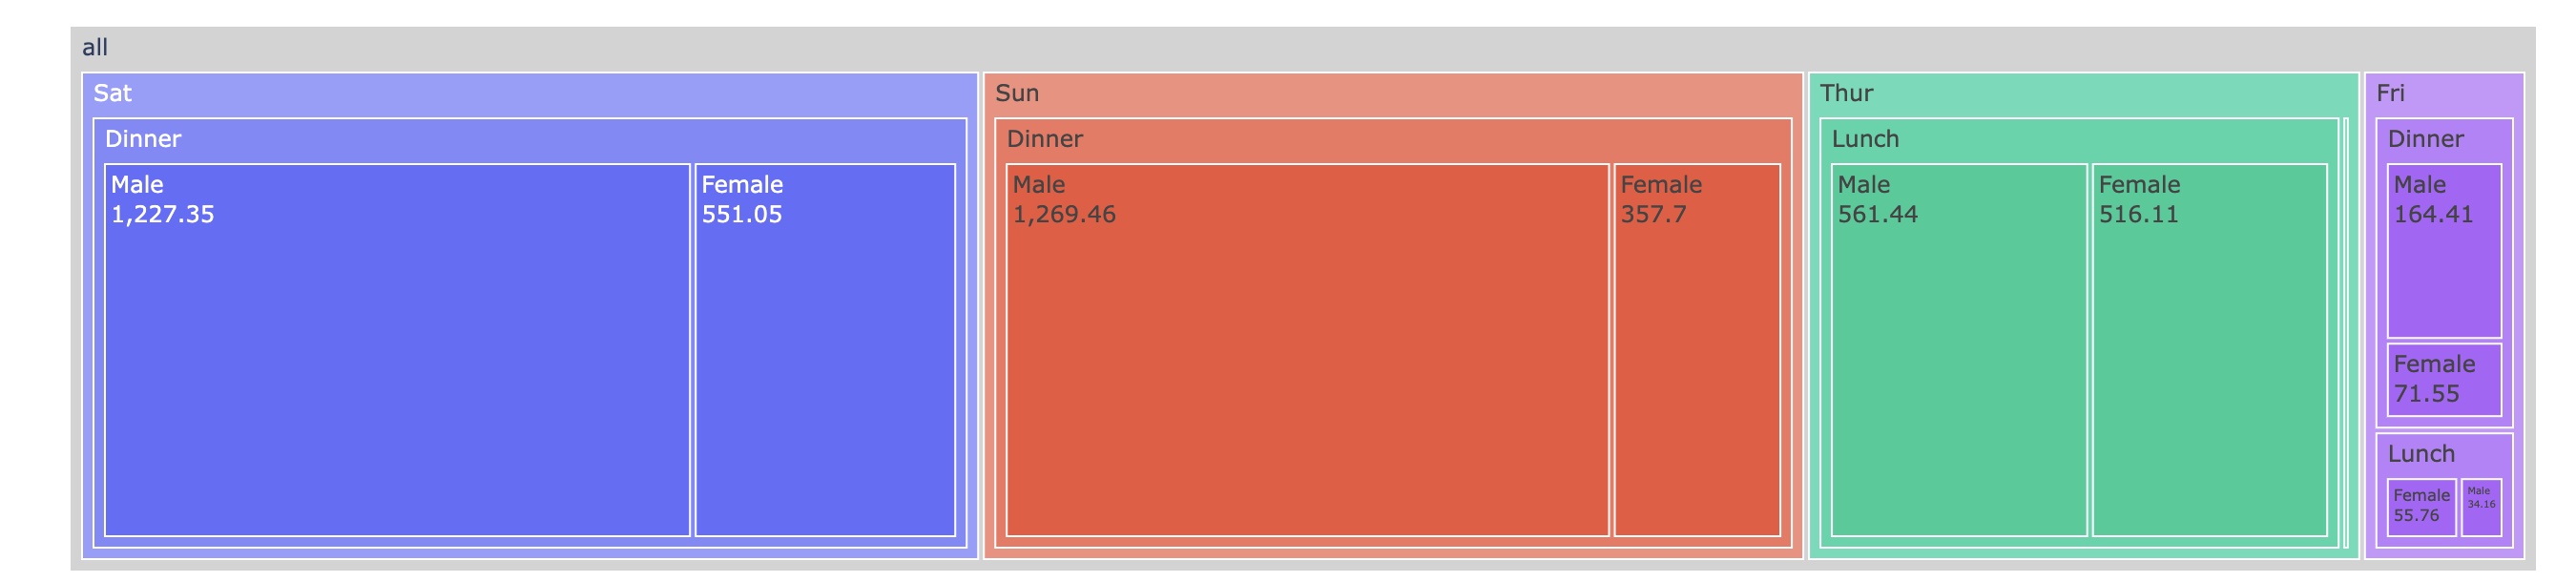 all
Sat
Dinner
Male
1,227.35
Female
551.05
Sun
Dinner
Male
1,269.46
Female
357.7
Thur
Lunch
Male
561.44
Female
516.11
Fri
Dinner
Male
164.41
Female
71.55
Lunch
Female
55.76
Male
34.16